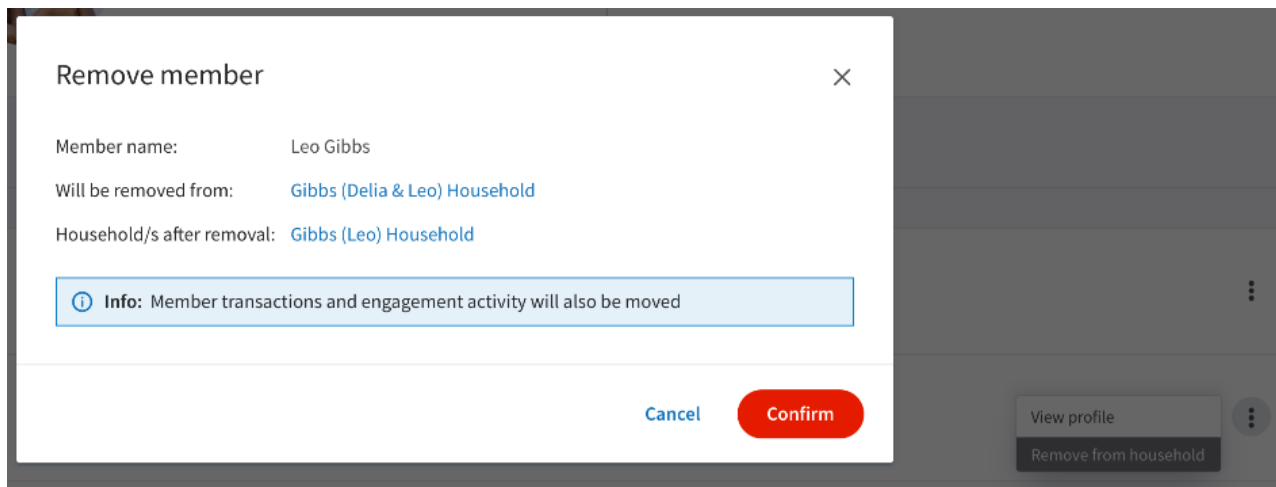 Remove member
Member name: Leo Gibbs
Will be removed from: Gibbs (Delia & Leo) Household
Household/s after removal: Gibbs (Leo) Household
Info: Member transactions and engagement activity will also be moved
Cancel Confirm
View profile
Remove from household